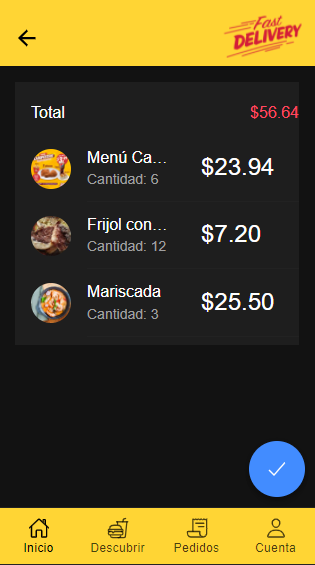 Fast
DELIVERY
Total $56.64
Menú Ca... $23.94
Cantidad: 6
Frijol con... $7.20
Cantidad: 12
Mariscada $25.50
Cantidad: 3
Inicio Descubrir Pedidos Cuenta